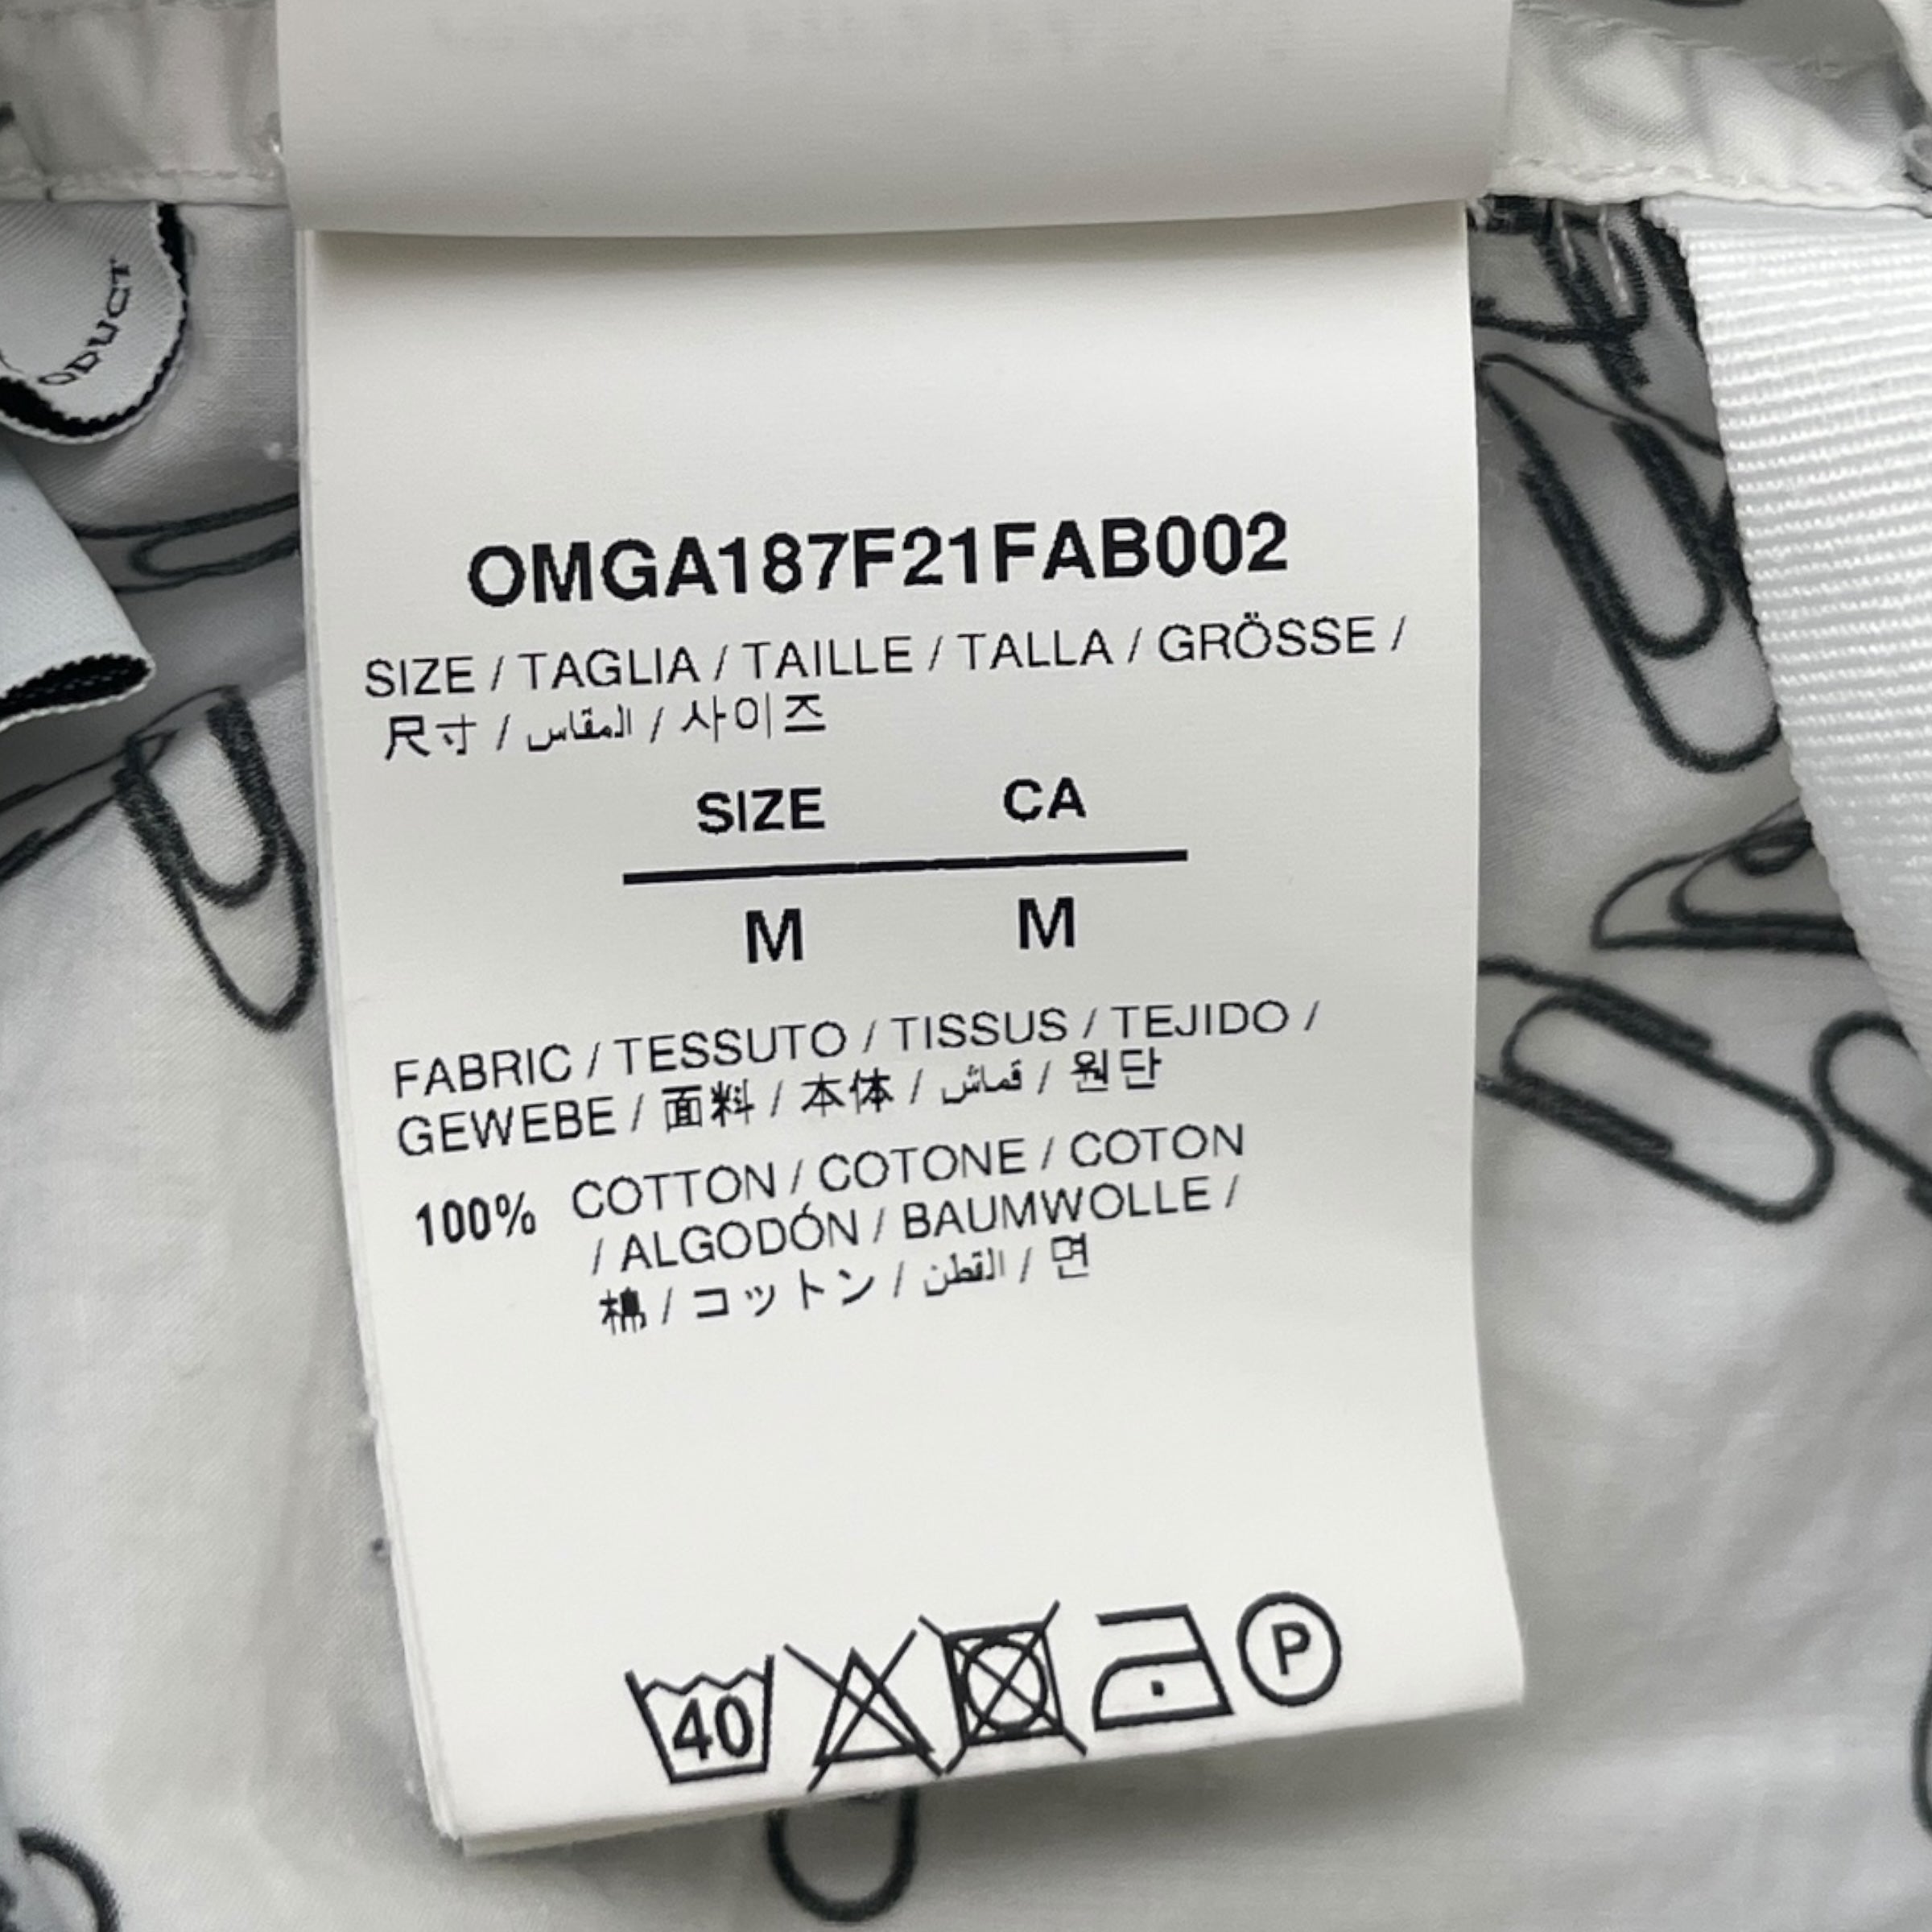 ODUCT
OMGA187F21FAB002
SIZE / TAGLIA / TAILLE / TALLA / GRÖSSE /
尺寸 / المقاس / 사이즈
SIZE CA
M M
FABRIC / TESSUTO / TISSUS / TEJIDO /
GEWEBE / 面料 / 本体 / قماش / 원단
100% COTTON / COTONE / COTON
/ ALGODÓN / BAUMWOLLE /
棉 / コットン / القطن / 면
40 P